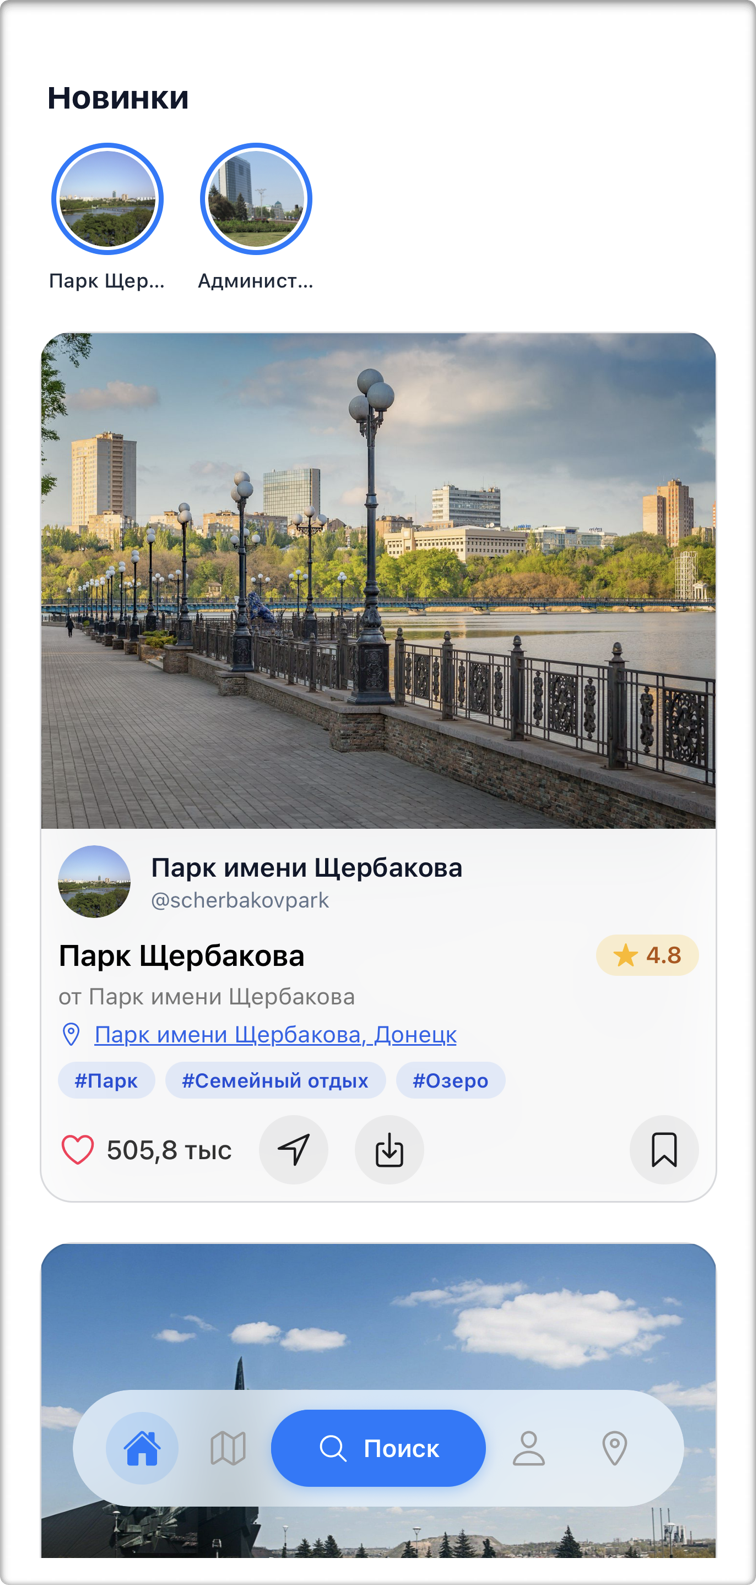 Новинки
Парк Щер...
Админист...
Парк имени Щербакова
@scherbakovpark
Парк Щербакова
4.8
от Парк имени Щербакова
Парк имени Щербакова, Донецк
#Парк
#Семейный отдых
#Озеро
505,8 тыс
Поиск